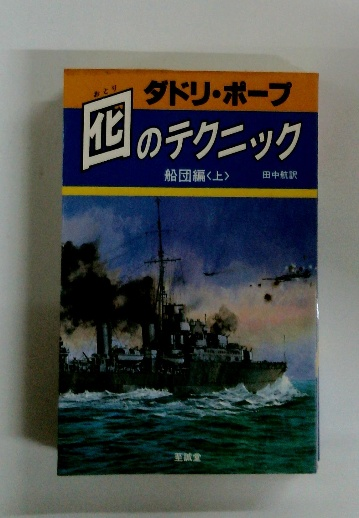 ダドリ・ポープ
おとり
囮のテクニック
船団編〈上〉
田中航訳
至誠堂